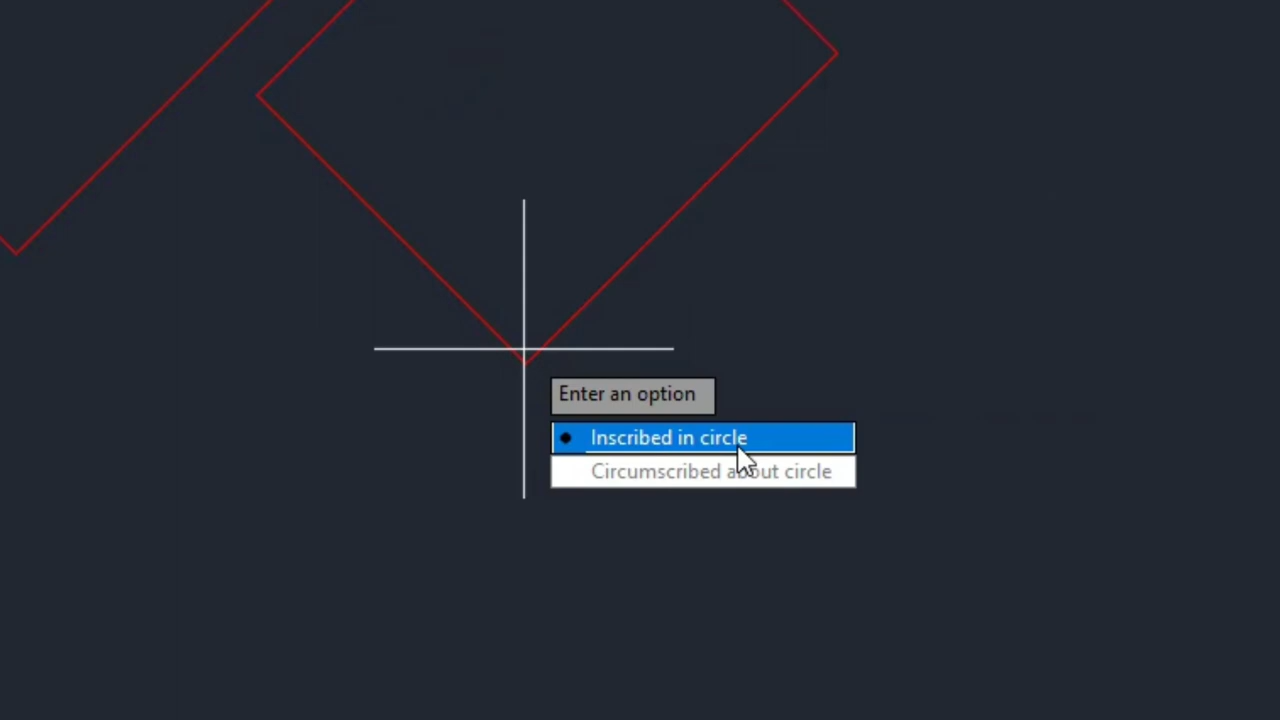 Enter an option
Inscribed in circle
Circumscribed about circle